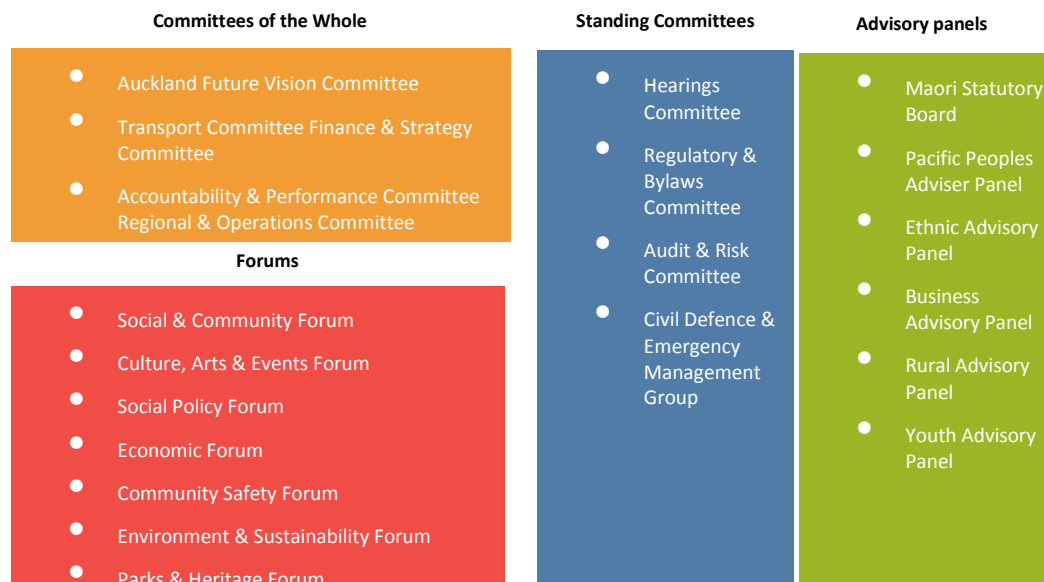 Committees of the Whole
Auckland Future Vision Committee
Transport Committee Finance & Strategy
Committee
Accountability & Performance Committee
Regional & Operations Committee
Forums
Social & Community Forum
Culture, Arts & Events Forum
Social Policy Forum
Economic Forum
Community Safety Forum
Environment & Sustainability Forum
Parks & Heritage Forum
Standing Committees
Hearings
Committee
Regulatory &
Bylaws
Committee
Audit & Risk
Committee
Civil Defence &
Emergency
Management
Group
Advisory panels
Maori Statutory
Board
Pacific Peoples
Adviser Panel
Ethnic Advisory
Panel
Business
Advisory Panel
Rural Advisory
Panel
Youth Advisory
Panel